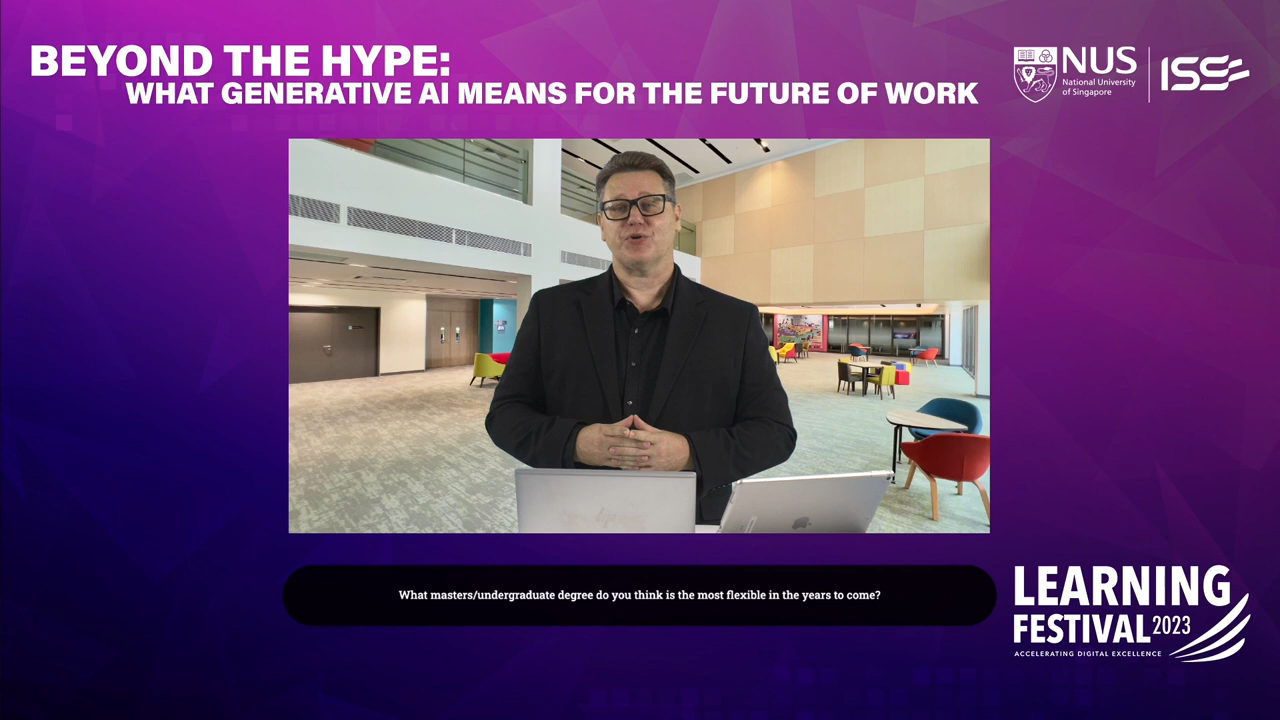 BEYOND THE HYPE:
WHAT GENERATIVE AI MEANS FOR THE FUTURE OF WORK
NUS
National University
of Singapore
ISS
What masters/undergraduate degree do you think is the most flexible in the years to come?
LEARNING
FESTIVAL 2023
ACCELERATING DIGITAL EXCELLENCE